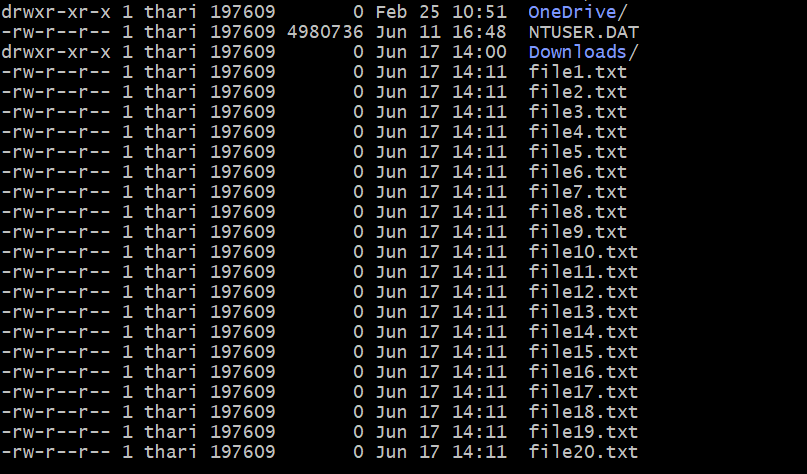 drwxr-xr-x 1 thari 197609       0 Feb 25 10:51  OneDrive/
-rw-r--r-- 1 thari 197609 4980736 Jun 11 16:48  NTUSER.DAT
drwxr-xr-x 1 thari 197609       0 Jun 17 14:00  Downloads/
-rw-r--r-- 1 thari 197609       0 Jun 17 14:11  file1.txt
-rw-r--r-- 1 thari 197609       0 Jun 17 14:11  file2.txt
-rw-r--r-- 1 thari 197609       0 Jun 17 14:11  file3.txt
-rw-r--r-- 1 thari 197609       0 Jun 17 14:11  file4.txt
-rw-r--r-- 1 thari 197609       0 Jun 17 14:11  file5.txt
-rw-r--r-- 1 thari 197609       0 Jun 17 14:11  file6.txt
-rw-r--r-- 1 thari 197609       0 Jun 17 14:11  file7.txt
-rw-r--r-- 1 thari 197609       0 Jun 17 14:11  file8.txt
-rw-r--r-- 1 thari 197609       0 Jun 17 14:11  file9.txt
-rw-r--r-- 1 thari 197609       0 Jun 17 14:11  file10.txt
-rw-r--r-- 1 thari 197609       0 Jun 17 14:11  file11.txt
-rw-r--r-- 1 thari 197609       0 Jun 17 14:11  file12.txt
-rw-r--r-- 1 thari 197609       0 Jun 17 14:11  file13.txt
-rw-r--r-- 1 thari 197609       0 Jun 17 14:11  file14.txt
-rw-r--r-- 1 thari 197609       0 Jun 17 14:11  file15.txt
-rw-r--r-- 1 thari 197609       0 Jun 17 14:11  file16.txt
-rw-r--r-- 1 thari 197609       0 Jun 17 14:11  file17.txt
-rw-r--r-- 1 thari 197609       0 Jun 17 14:11  file18.txt
-rw-r--r-- 1 thari 197609       0 Jun 17 14:11  file19.txt
-rw-r--r-- 1 thari 197609       0 Jun 17 14:11  file20.txt